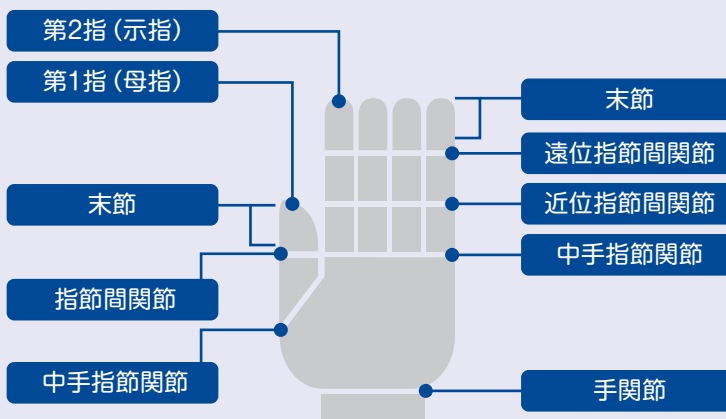 第2指（示指）
第1指（母指）
末節
指節間関節
中手指節関節
末節
遠位指節間関節
近位指節間関節
中手指節関節
手関節